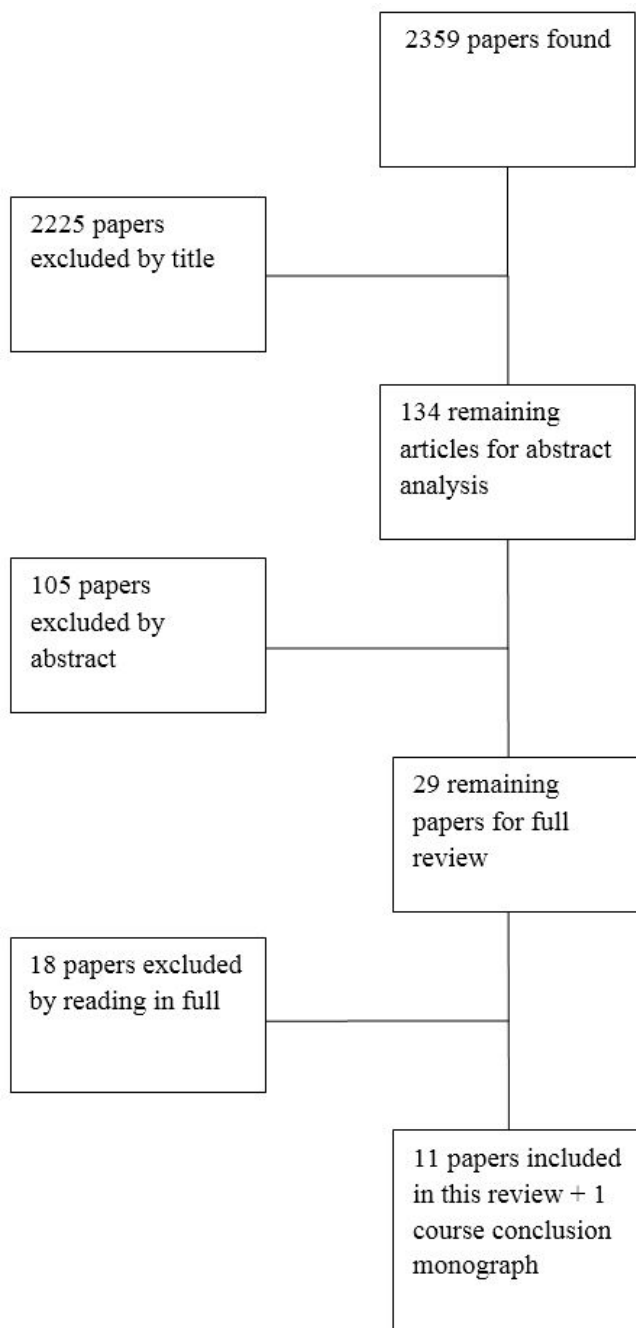 2359 papers found
2225 papers
excluded by title
134 remaining
articles for abstract
analysis
105 papers
excluded by
abstract
29 remaining
papers for full
review
18 papers excluded
by reading in full
11 papers included
in this review + 1
course conclusion
monograph